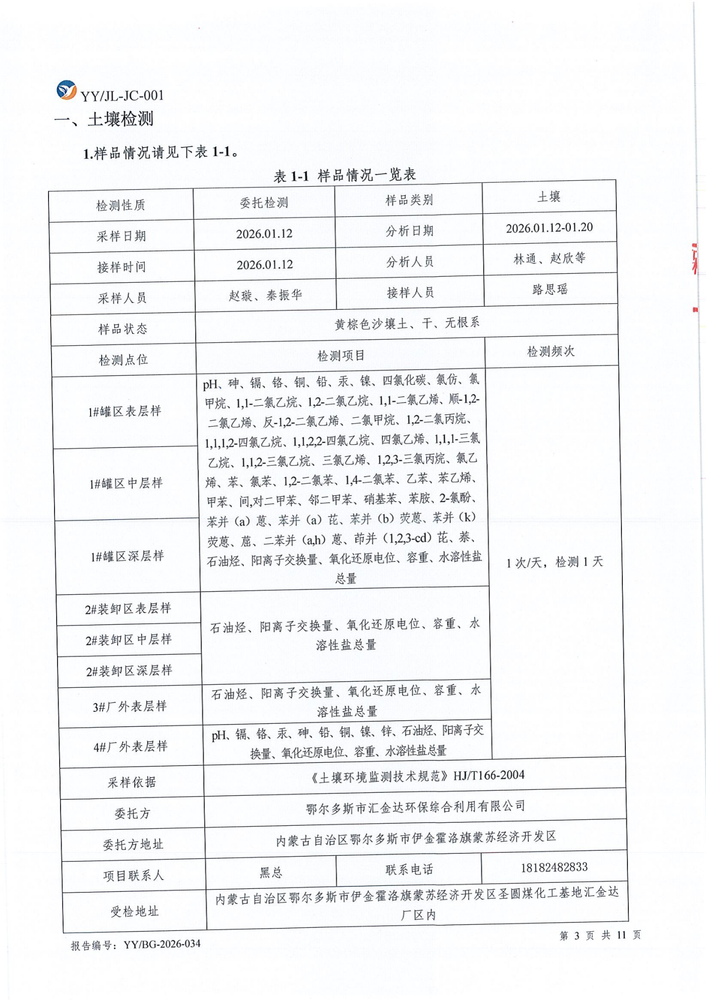 YY/JL-JC-001
一、土壤检测
1.样品情况请见下表 1-1。
表 1-1 样品情况一览表
检测性质 委托检测 样品类别 土壤
采样日期 2026.01.12 分析日期 2026.01.12-01.20
接样时间 2026.01.12 分析人员 林通、赵欣等
采样人员 赵璇、秦振华 接样人员 路思瑶
样品状态 黄棕色沙壤土、干、无根系
检测点位 检测项目 检测频次
1#罐区表层样
1#罐区中层样
1#罐区深层样
pH、砷、镉、铬、铜、铅、汞、镍、四氯化碳、氯仿、氯
甲烷、1,1-二氯乙烷、1,2-二氯乙烷、1,1-二氯乙烯、顺-1,2-
二氯乙烯、反-1,2-二氯乙烯、二氯甲烷、1,2-二氯丙烷、
1,1,1,2-四氯乙烷、1,1,2,2-四氯乙烷、四氯乙烯、1,1,1-三氯
乙烷、1,1,2-三氯乙烷、三氯乙烯、1,2,3-三氯丙烷、氯乙
烯、苯、氯苯、1,2-二氯苯、1,4-二氯苯、乙苯、苯乙烯、
甲苯、间,对二甲苯、邻二甲苯、硝基苯、苯胺、2-氯酚、
苯并（a）蒽、苯并（a）芘、苯并（b）荧蒽、苯并（k）
荧蒽、䓛、二苯并（a,h）蒽、茚并（1,2,3-cd）芘、萘、
石油烃、阳离子交换量、氧化还原电位、容重、水溶性盐
总量
1 次/天，检测 1 天
2#装卸区表层样
2#装卸区中层样
2#装卸区深层样
石油烃、阳离子交换量、氧化还原电位、容重、水
溶性盐总量
3#厂外表层样
石油烃、阳离子交换量、氧化还原电位、容重、水
溶性盐总量
4#厂外表层样
pH、镉、铬、汞、砷、铅、铜、镍、锌、石油烃、阳离子交
换量、氧化还原电位、容重、水溶性盐总量
采样依据 《土壤环境监测技术规范》HJ/T166-2004
委托方 鄂尔多斯市汇金达环保综合利用有限公司
委托方地址 内蒙古自治区鄂尔多斯市伊金霍洛旗蒙苏经济开发区
项目联系人 黑总 联系电话 18182482833
受检地址
内蒙古自治区鄂尔多斯市伊金霍洛旗蒙苏经济开发区圣圆煤化工基地汇金达
厂区内
报告编号：YY/BG-2026-034
第 3 页 共 11 页